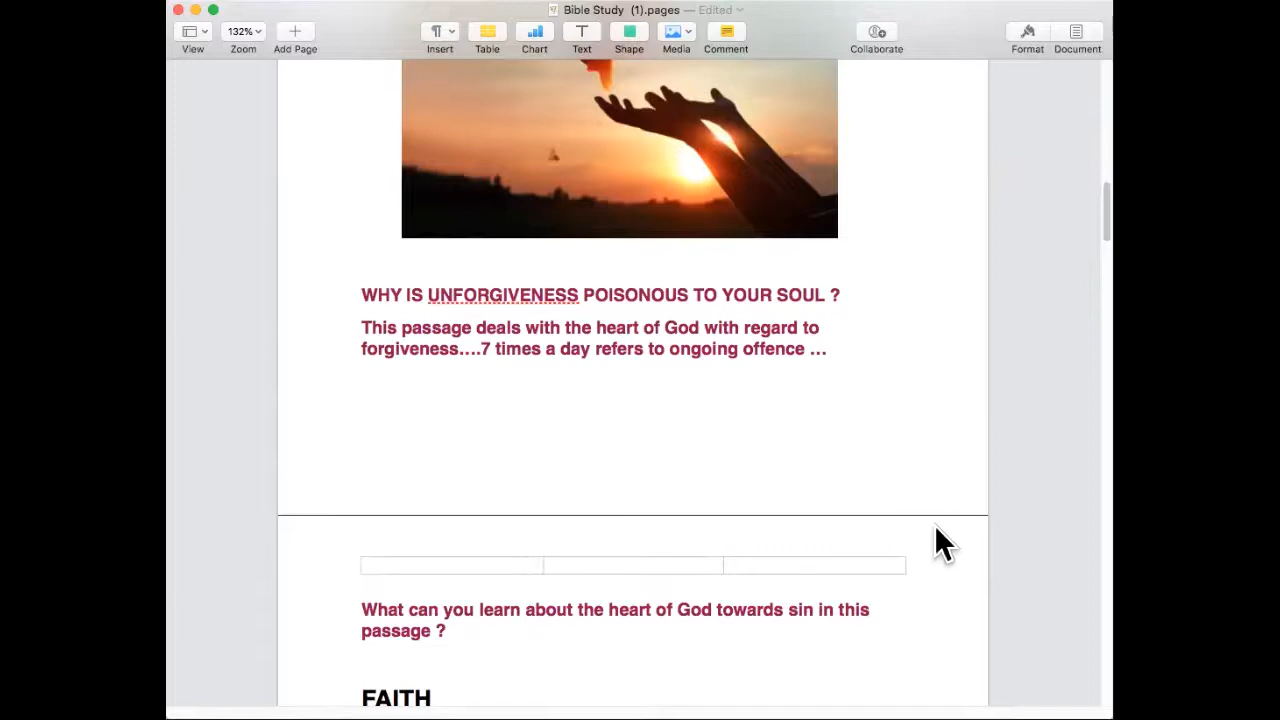 Bible Study (1).pages — Edited
132%
View Zoom Add Page Insert Table Chart Text Shape Media Comment Collaborate Format Document
WHY IS UNFORGIVENESS POISONOUS TO YOUR SOUL ?
This passage deals with the heart of God with regard to
forgiveness….7 times a day refers to ongoing offence …
What can you learn about the heart of God towards sin in this
passage ?
FAITH